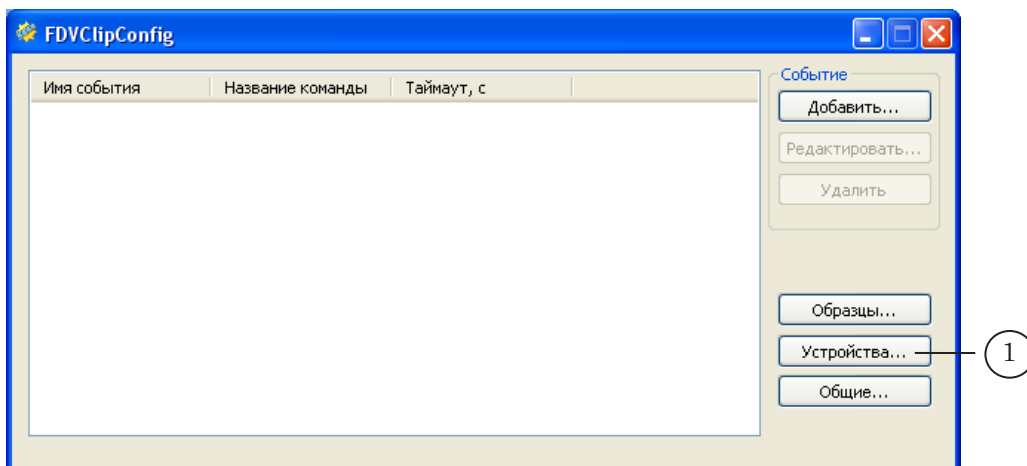 FDVClipConfig
Имя события Название команды Таймаут, с
Событие
Добавить...
Редактировать...
Удалить
Образцы...
Устройства...
1
Общие...